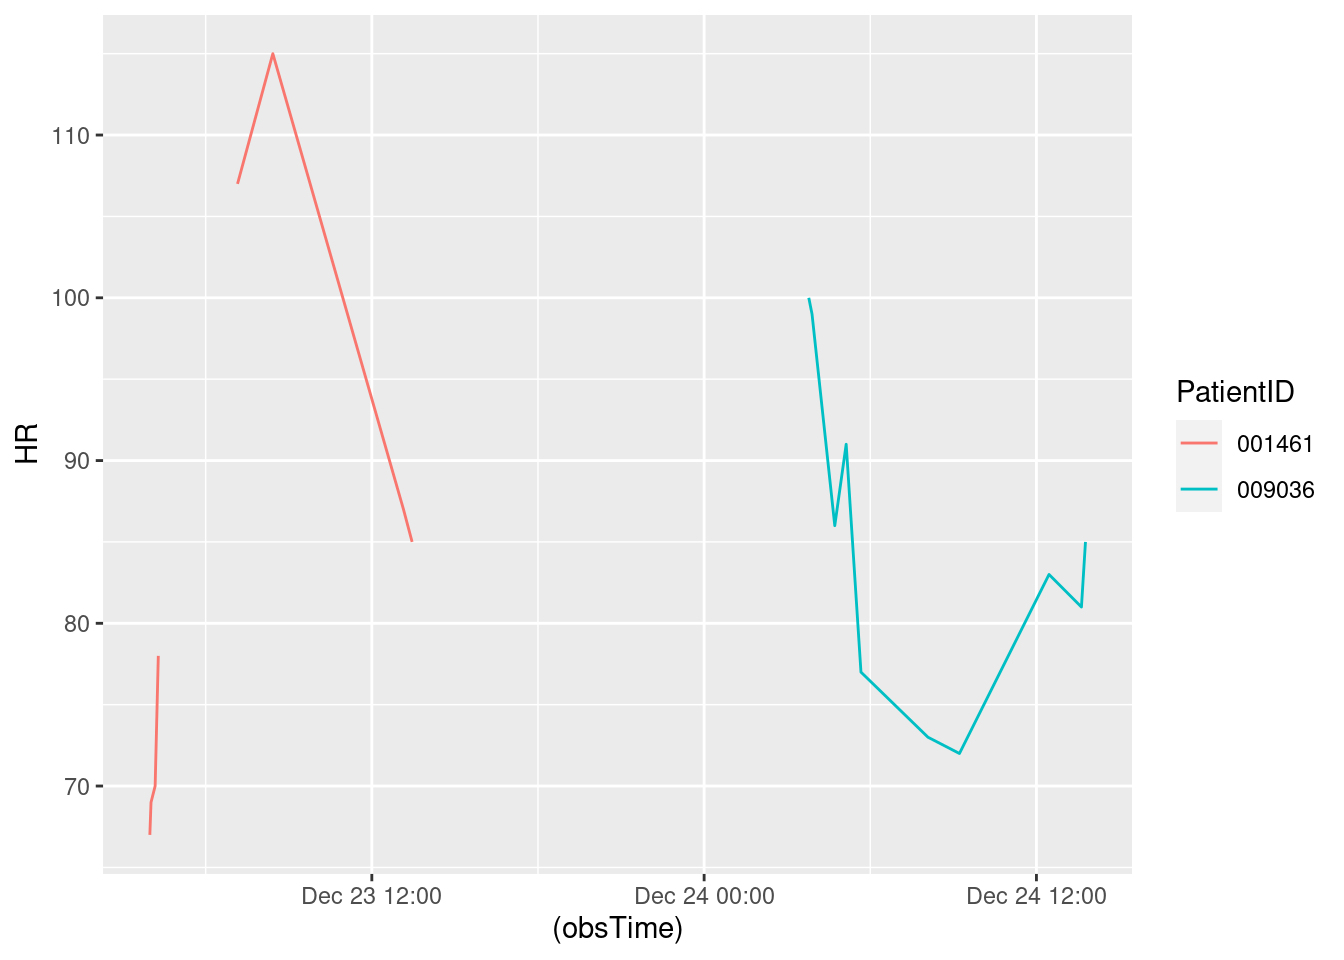 110
100
90
80
70
HR
Dec 23 12:00
Dec 24 00:00
Dec 24 12:00
(obsTime)
PatientID
001461
009036